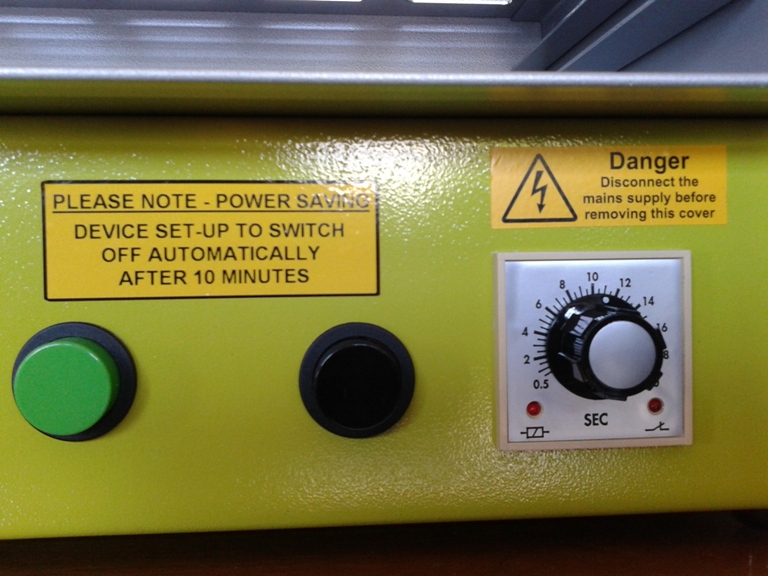 PLEASE NOTE - POWER SAVING
DEVICE SET-UP TO SWITCH
OFF AUTOMATICALLY
AFTER 10 MINUTES
Danger
Disconnect the
mains supply before
removing this cover
0.5
2
4
6
8
10
12
14
16
SEC